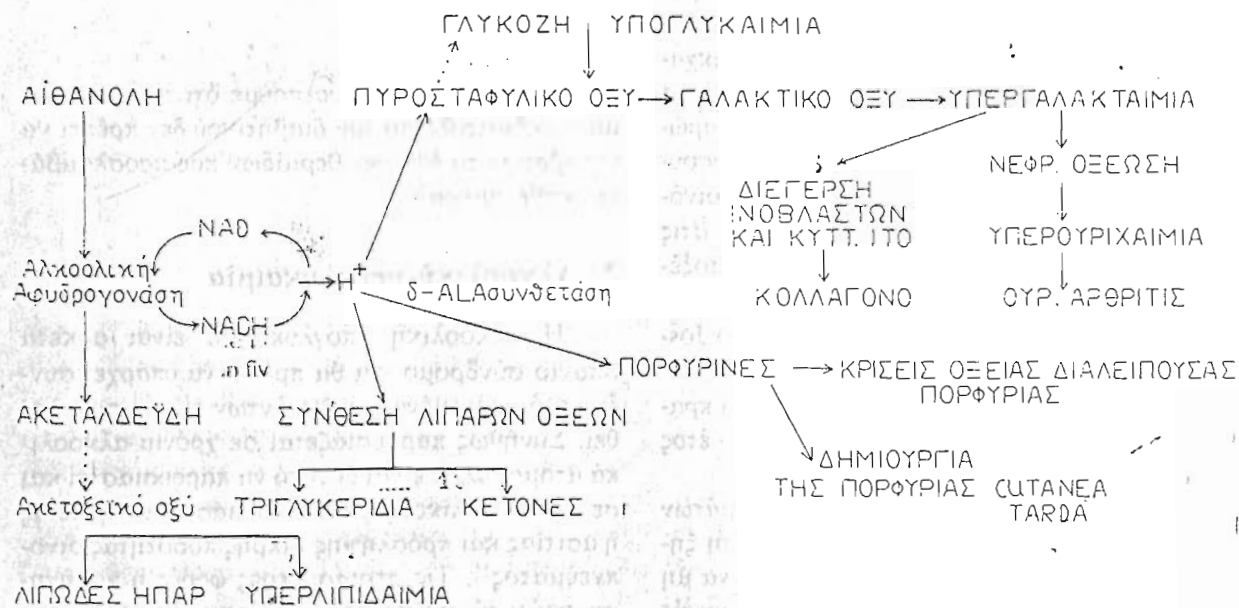 ΓΛΥΚΟΖΗ ΥΠΟΓΛΥΚΑΙΜΙΑ
ΑΪΘΑΝΟΛΗ ΠΥΡΟΣΤΑΦΥΛΙΚΟ ΟΞΥ ΓΑΛΑΚΤΙΚΟ ΟΞΥ ΥΠΕΡΓΑΛΑΚΤΑΙΜΙΑ
ΝΕΦΡ. ΟΞΕΩΣΗ
ΔΙΕΓΕΡΣΗ
ΙΝΟΒΛΑΣΤΩΝ
ΚΑΙ ΚΥΤΤ. ΙΤΟ
ΥΠΕΡΟΥΡΙΧΑΙΜΙΑ
NAD
Αλκοολική
Αφυδρογονάση
H+
δ-ALAσυνθετάση
ΚΟΛΛΑΓΟΝΟ
ΟΥΡ. ΑΡΘΡΙΤΙΣ
NADH
ΠΟΡΦΥΡΙΝΕΣ ΚΡΙΣΕΙΣ ΟΞΕΙΑΣ ΔΙΑΛΕΙΠΟΥΣΑΣ
ΠΟΡΦΥΡΙΑΣ
ΑΚΕΤΑΛΔΕΫΔΗ ΣΥΝΘΕΣΗ ΛΙΠΑΡΩΝ ΟΞΕΩΝ
ΔΗΜΙΟΥΡΓΙΑ
ΤΗΣ ΠΟΡΦΥΡΙΑΣ CUTANEA
TARDA
Ακετοξεικό οξύ ΤΡΙΓΛΥΚΕΡΙΔΙΑ ΚΕΤΟΝΕΣ
ΛΙΠΩΔΕΣ ΗΠΑΡ ΥΠΕΡΛΙΠΙΔΑΙΜΙΑ